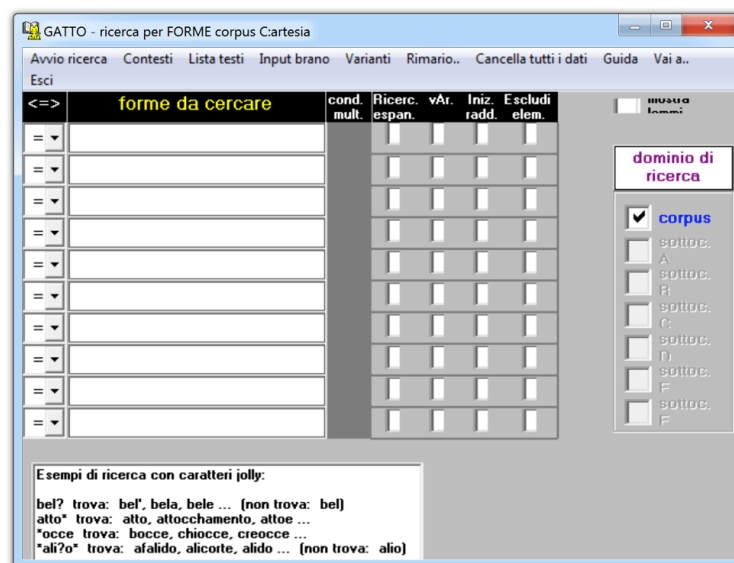 GATTO - ricerca per FORME corpus C:artesia
Avvio ricerca Contesti Lista testi Input brano Varianti Rimario.. Cancella tutti i dati Guida Vai a..
Esci
<=> forme da cercare cond. mult. Ricerc. espan. vAr. Iniz. radd. Escludi elem.
mostra
lemmi
=
=
=
=
=
=
=
=
=
=
dominio di
ricerca
corpus
sottoc.
A
sottoc.
B
sottoc.
C
sottoc.
D
sottoc.
E
sottoc.
F
Esempi di ricerca con caratteri jolly:
bel? trova: bel', bela, bele ... (non trova: bel)
atto* trova: atto, attocchamento, attoe ...
*occe trova: bocce, chiocce, creocce ...
*ali?o* trova: afalido, alicorte, alido ... (non trova: alio)